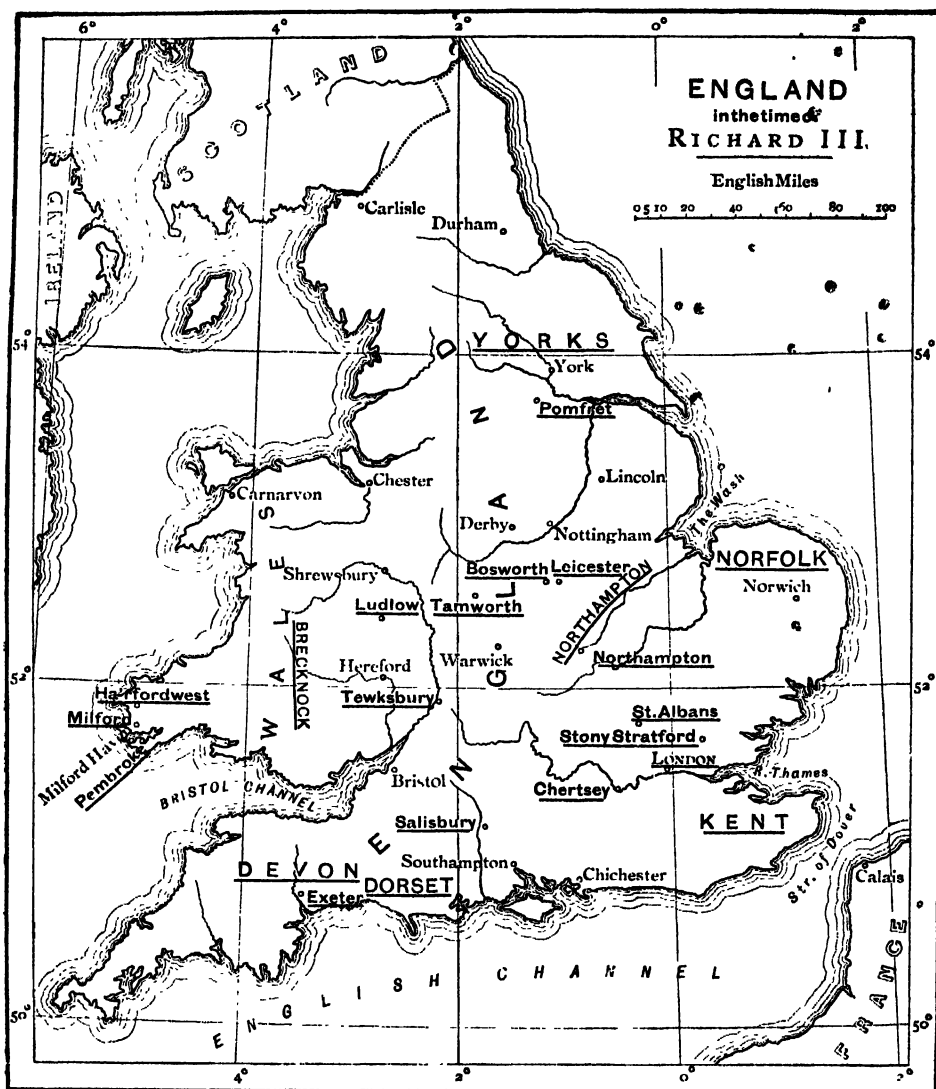 6°
4°
2°
0°
2°
SCOTLAND
ENGLAND
in the time of
RICHARD III.
English Miles
0 5 10 20 40 60 80 100
IRELAND
Carlisle
Durham
54°
54°
YORKS
York
Pomfret
Lincoln
Chester
Carnarvon
The Wash
Derby
Nottingham
ENGLAND
WALES
Shrewsbury
Bosworth
Leicester
NORTHAMPTON
NORFOLK
Norwich
Ludlow
Tamworth
BRECKNOCK
Hereford
Warwick
Northampton
52°
52°
Harfordwest
Tewksbury
Milford
St. Albans
Milford Hav
Stony Stratford
Pembroke
LONDON
R. Thames
BRISTOL CHANNEL
Bristol
Chertsey
KENT
Salisbury
Str. of Dover
Southampton
DEVON
DORSET
Chichester
Calais
Exeter
ENGLISH CHANNEL
FRANCE
50°
50°
4°
2°
0°
2°